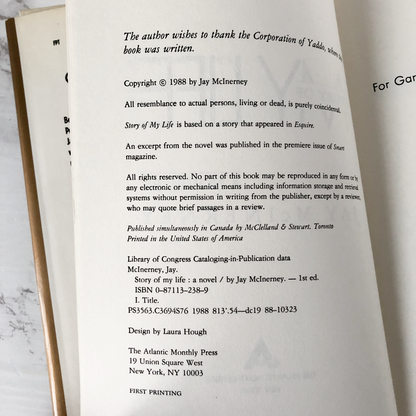 The author wishes to thank the Corporation of Yaddo, where
book was written.
Copyright © 1988 by Jay McInerney
All resemblance to actual persons, living or dead, is purely coincidental.
Story of My Life is based on a story that appeared in Esquire.
An excerpt from the novel was published in the premiere issue of Smart
magazine.
All rights reserved. No part of this book may be reproduced in any form or by
any electronic or mechanical means including information storage and retrieval
systems without permission in writing from the publisher, except by a reviewer,
who may quote brief passages in a review.
Published simultaneously in Canada by McClelland & Stewart, Toronto
Printed in the United States of America
Library of Congress Cataloging-in-Publication data
McInerney, Jay.
Story of my life : a novel / by Jay McInerney. — 1st ed.
ISBN 0-87113-238-9
I. Title.
PS3563.C3694S76 1988 813'.54—dc19 88-10323
Design by Laura Hough
The Atlantic Monthly Press
19 Union Square West
New York, NY 10003
FIRST PRINTING
For Gar